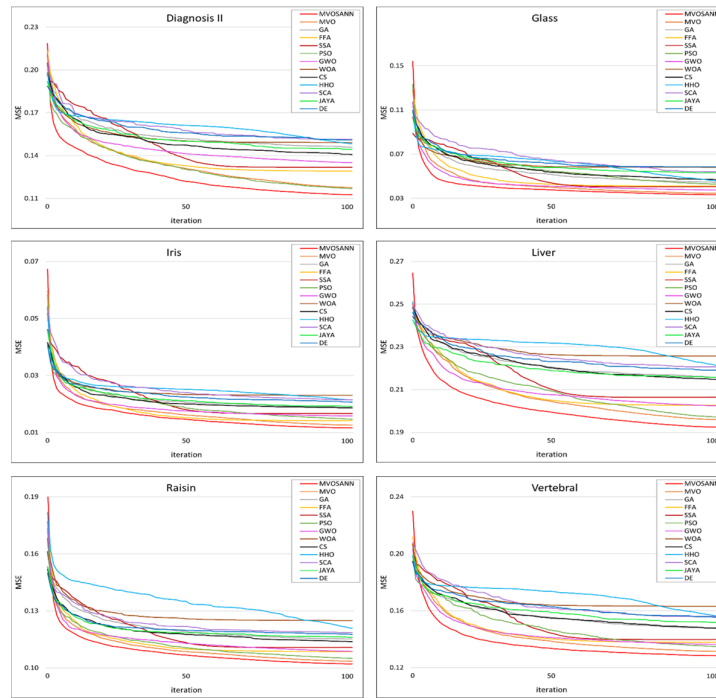 Diagnosis II
0.23
0.20
0.17
0.14
0.11
MSE
0
50
100
iteration
MVOSANN
MVO
GA
FFA
SSA
PSO
GWO
WOA
CS
HHO
SCA
JAYA
DE
Glass
0.15
0.11
0.07
0.03
MSE
0
50
100
iteration
MVOSANN
MVO
GA
FFA
SSA
PSO
GWO
WOA
CS
HHO
SCA
JAYA
DE
Iris
0.07
0.05
0.03
0.01
MSE
0
50
100
iteration
MVOSANN
MVO
GA
FFA
SSA
PSO
GWO
WOA
CS
HHO
SCA
JAYA
DE
Liver
0.27
0.25
0.23
0.21
0.19
MSE
0
50
100
iteration
MVOSANN
MVO
GA
FFA
SSA
PSO
GWO
WOA
CS
HHO
SCA
JAYA
DE
Raisin
0.19
0.16
0.13
0.10
MSE
0
50
100
iteration
MVOSANN
MVO
GA
FFA
SSA
PSO
GWO
WOA
CS
HHO
SCA
JAYA
DE
Vertebral
0.24
0.20
0.16
0.12
MSE
0
50
100
iteration
MVOSANN
MVO
GA
FFA
SSA
PSO
GWO
WOA
CS
HHO
SCA
JAYA
DE